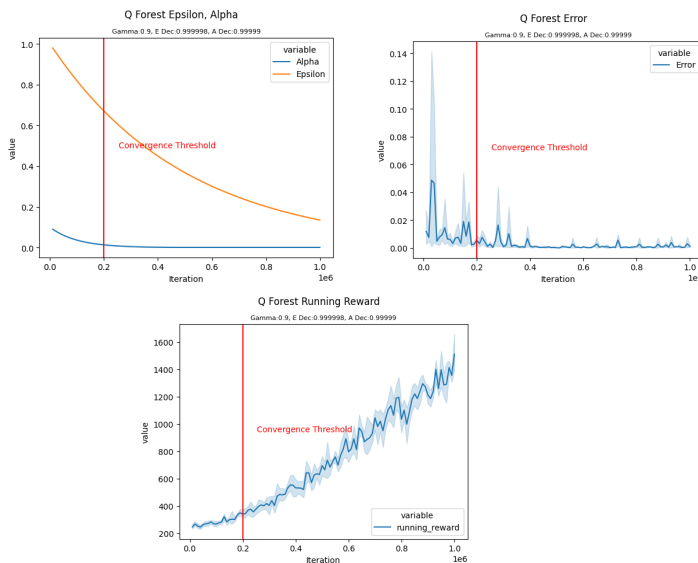 Q Forest Epsilon, Alpha
Gamma:0.9, E Dec:0.999998, A Dec:0.99999
variable
Alpha
Epsilon
Convergence Threshold
value
1.0
0.8
0.6
0.4
0.2
0.0
0.0
0.2
0.4
0.6
0.8
1.0
1e6
Iteration
Q Forest Error
Gamma:0.9, E Dec:0.999998, A Dec:0.99999
variable
Error
Convergence Threshold
value
0.14
0.12
0.10
0.08
0.06
0.04
0.02
0.00
0.0
0.2
0.4
0.6
0.8
1.0
1e6
Iteration
Q Forest Running Reward
Gamma:0.9, E Dec:0.999998, A Dec:0.99999
Convergence Threshold
variable
running_reward
value
1600
1400
1200
1000
800
600
400
200
0.0
0.2
0.4
0.6
0.8
1.0
1e6
Iteration